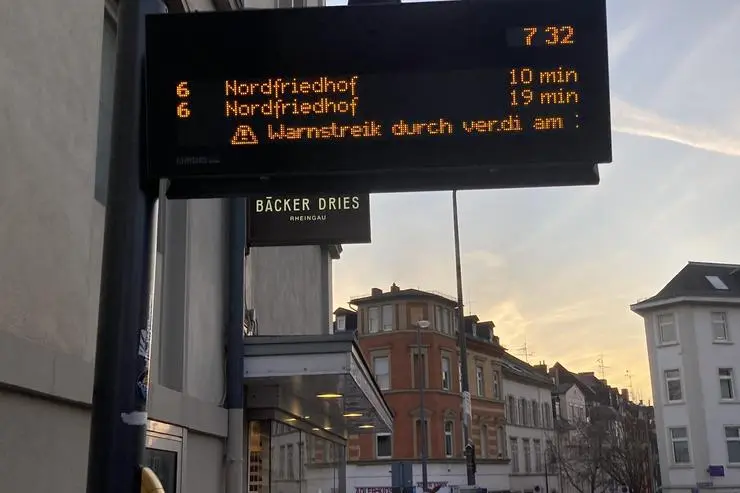 7 32
6 Nordfriedhof 10 min
6 Nordfriedhof 19 min
Warnstreik durch ver.di am :
BÄCKER DRIES
RHEINGAU